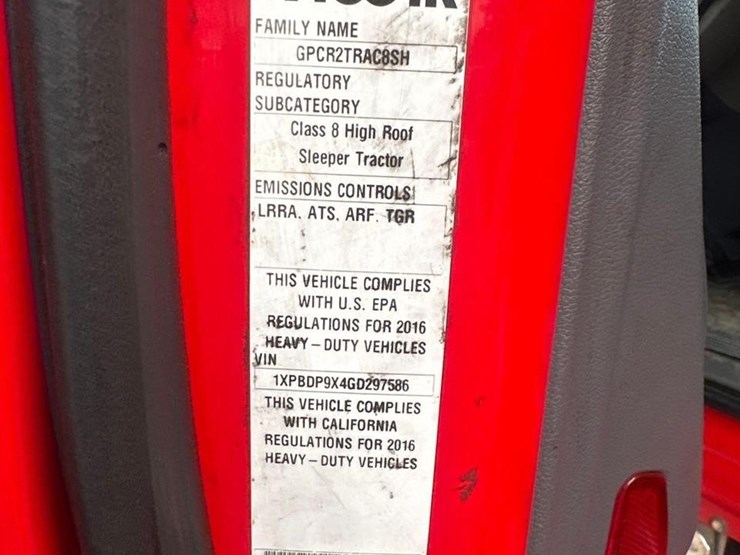 FAMILY NAME
GPCR2TRAC8SH
REGULATORY
SUBCATEGORY
Class 8 High Roof
Sleeper Tractor
EMISSIONS CONTROLS
LRRA, ATS, ARF, TGR
THIS VEHICLE COMPLIES
WITH U.S. EPA
REGULATIONS FOR 2016
HEAVY – DUTY VEHICLES
VIN
1XPBDP9X4GD297586
THIS VEHICLE COMPLIES
WITH CALIFORNIA
REGULATIONS FOR 2016
HEAVY – DUTY VEHICLES